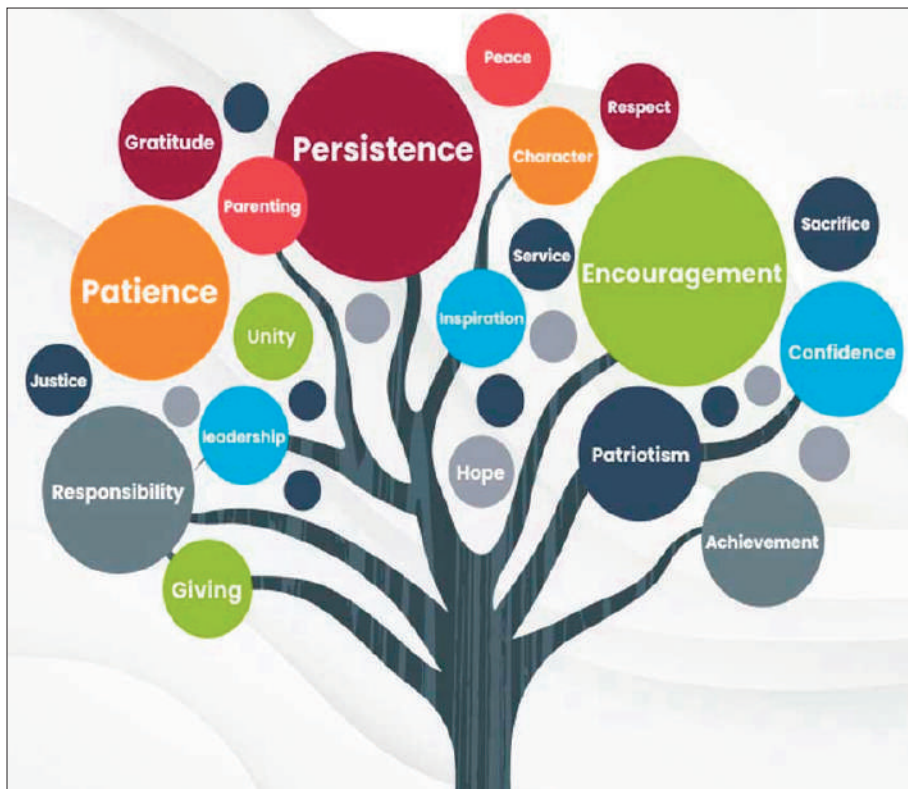 Peace
Respect
Gratitude
Persistence
Character
Parenting
Sacrifice
Service
Encouragement
Patience
Inspiration
Unity
Confidence
Justice
leadership
Patriotism
Hope
Responsibility
Achievement
Giving